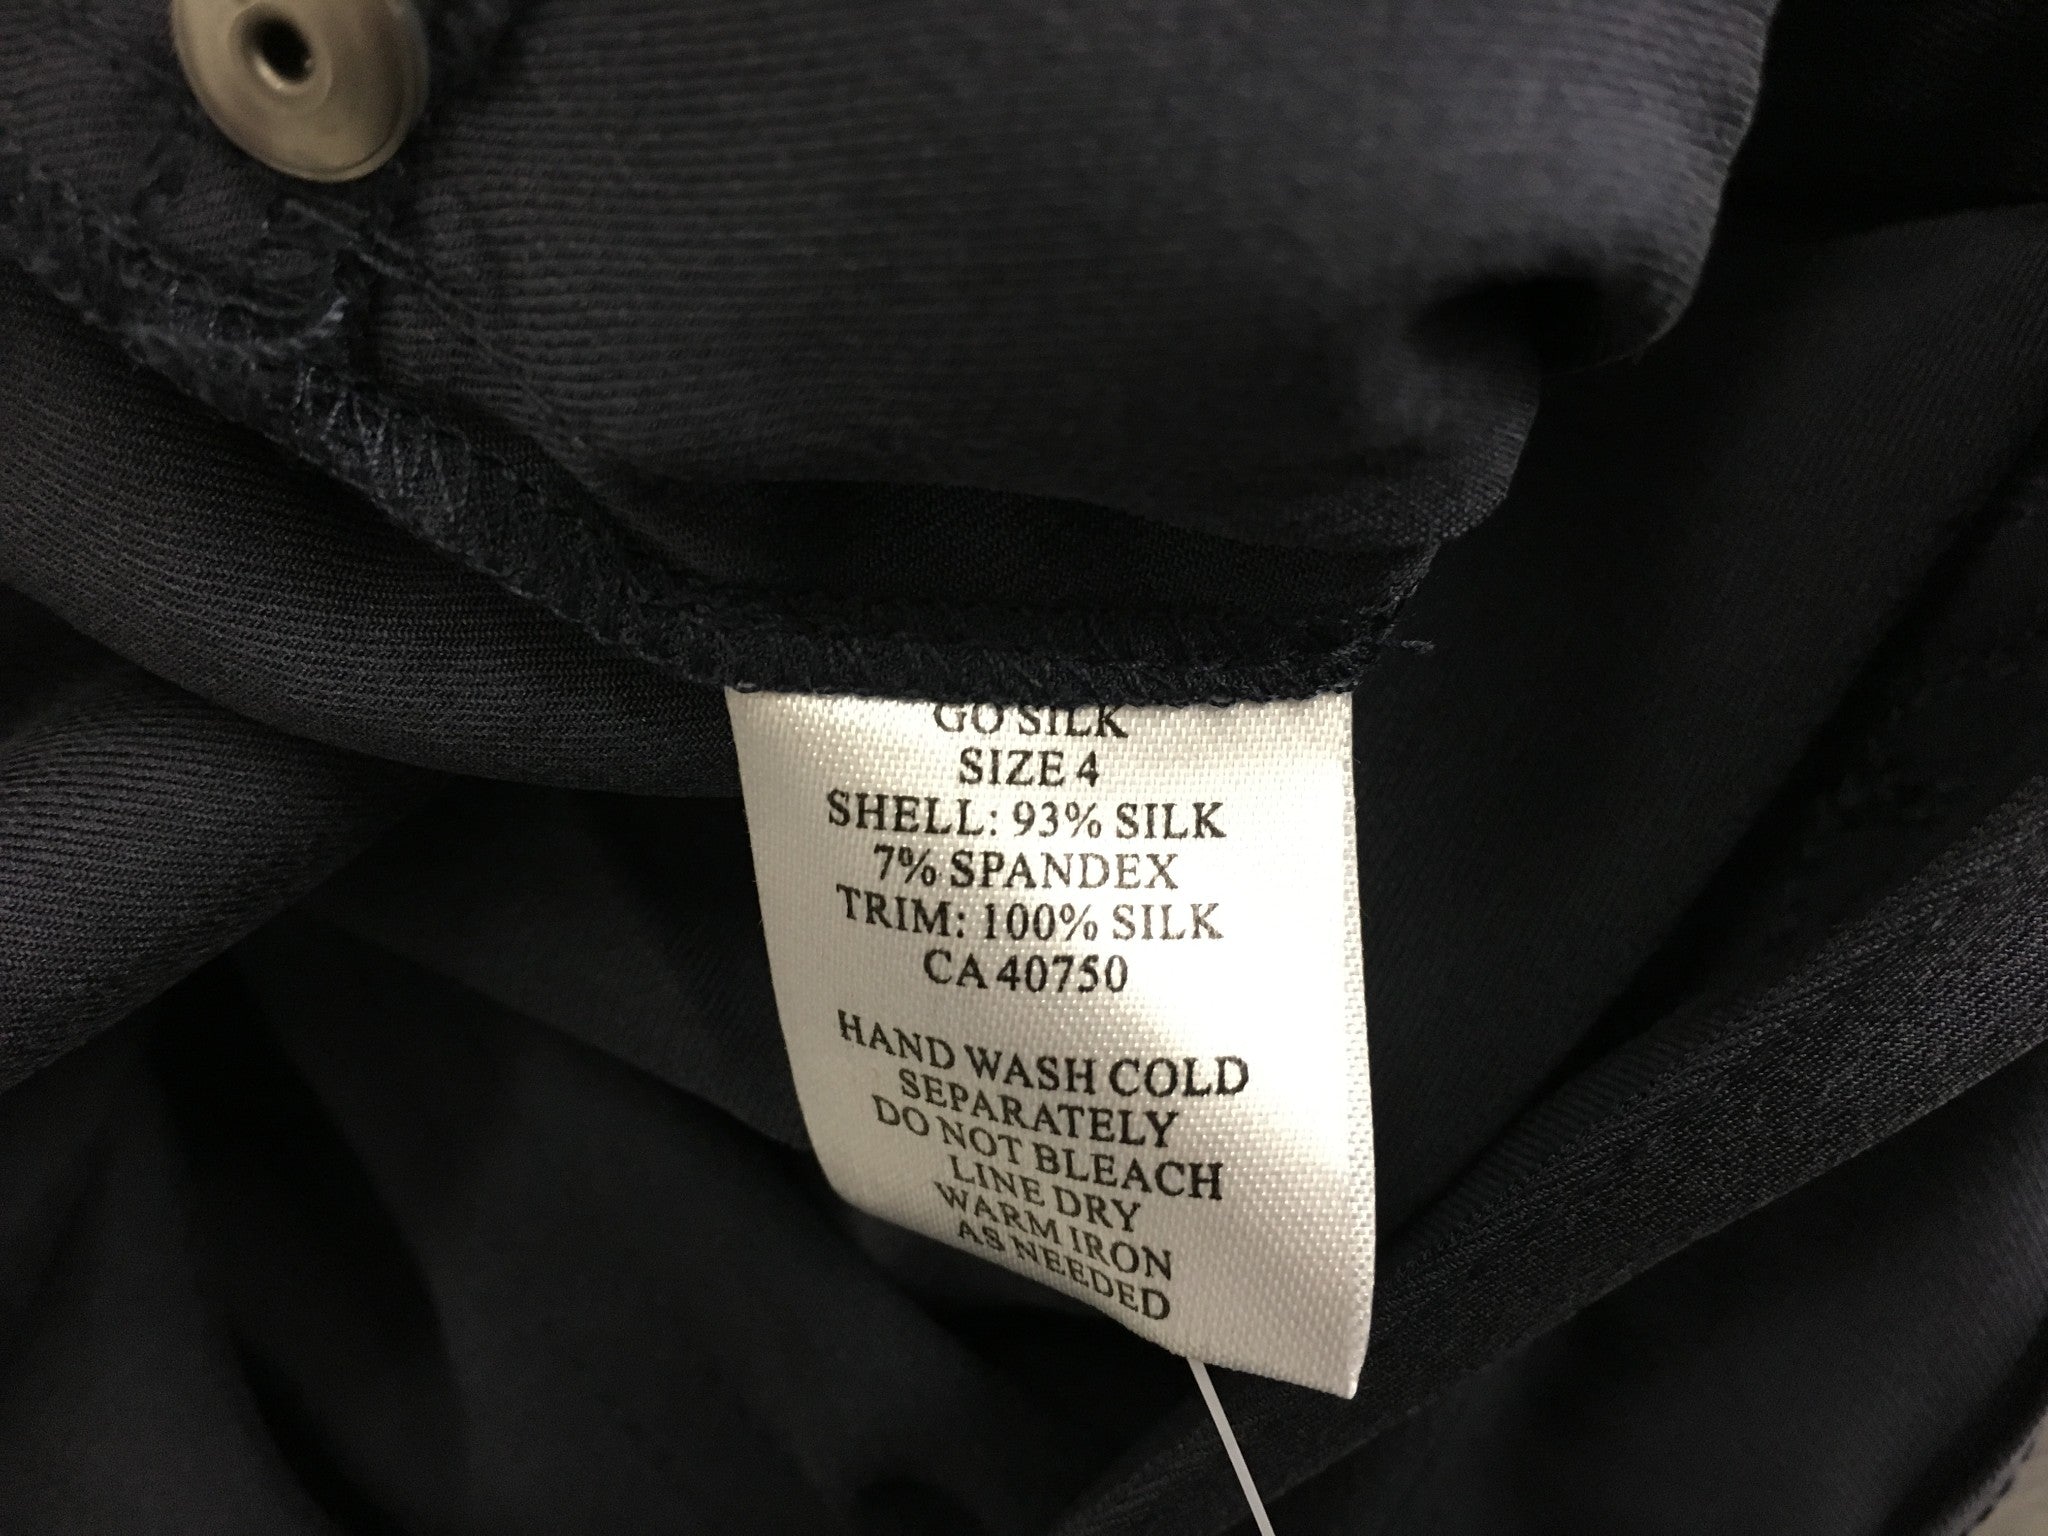 GO SILK
SIZE 4
SHELL: 93% SILK
7% SPANDEX
TRIM: 100% SILK
CA 40750
HAND WASH COLD
SEPARATELY
DO NOT BLEACH
LINE DRY
WARM IRON
AS NEEDED